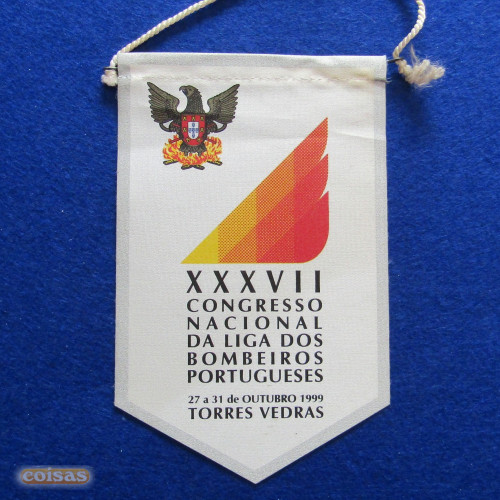 XXXVII
CONGRESSO
NACIONAL
DA LIGA DOS
BOMBEIROS
PORTUGUESES
27 a 31 de OUTUBRO 1999
TORRES VEDRAS
coisas